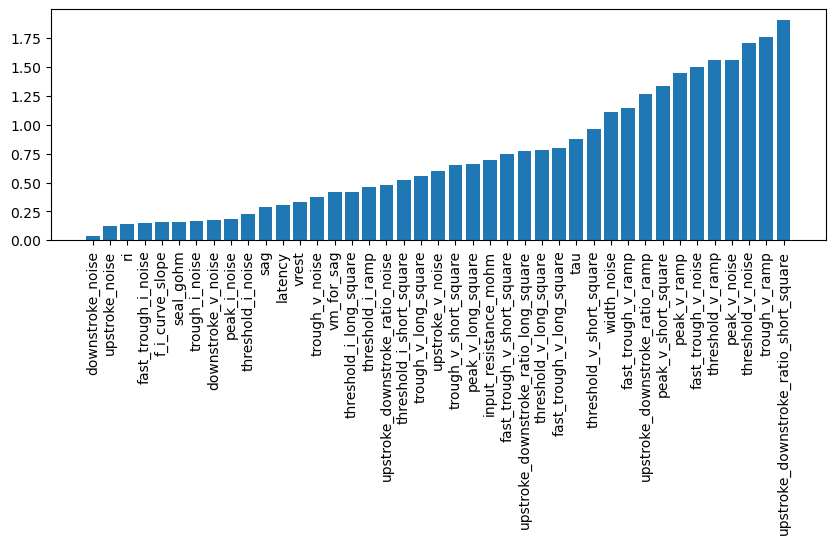 1.75
1.50
1.25
1.00
0.75
0.50
0.25
0.00
downstroke_noise
upstroke_noise
ri
fast_trough_i_noise
f_i_curve_slope
seal_gohm
trough_i_noise
downstroke_v_noise
peak_i_noise
threshold_i_noise
sag
latency
vrest
trough_v_noise
vm_for_sag
threshold_i_long_square
threshold_i_ramp
upstroke_downstroke_ratio_noise
threshold_i_short_square
trough_v_long_square
upstroke_v_noise
trough_v_short_square
peak_v_long_square
input_resistance_mohm
fast_trough_v_short_square
upstroke_downstroke_ratio_long_square
threshold_v_long_square
fast_trough_v_long_square
tau
threshold_v_short_square
width_noise
fast_trough_v_ramp
upstroke_downstroke_ratio_ramp
peak_v_short_square
peak_v_ramp
fast_trough_v_noise
threshold_v_ramp
peak_v_noise
threshold_v_noise
trough_v_ramp
upstroke_downstroke_ratio_short_square